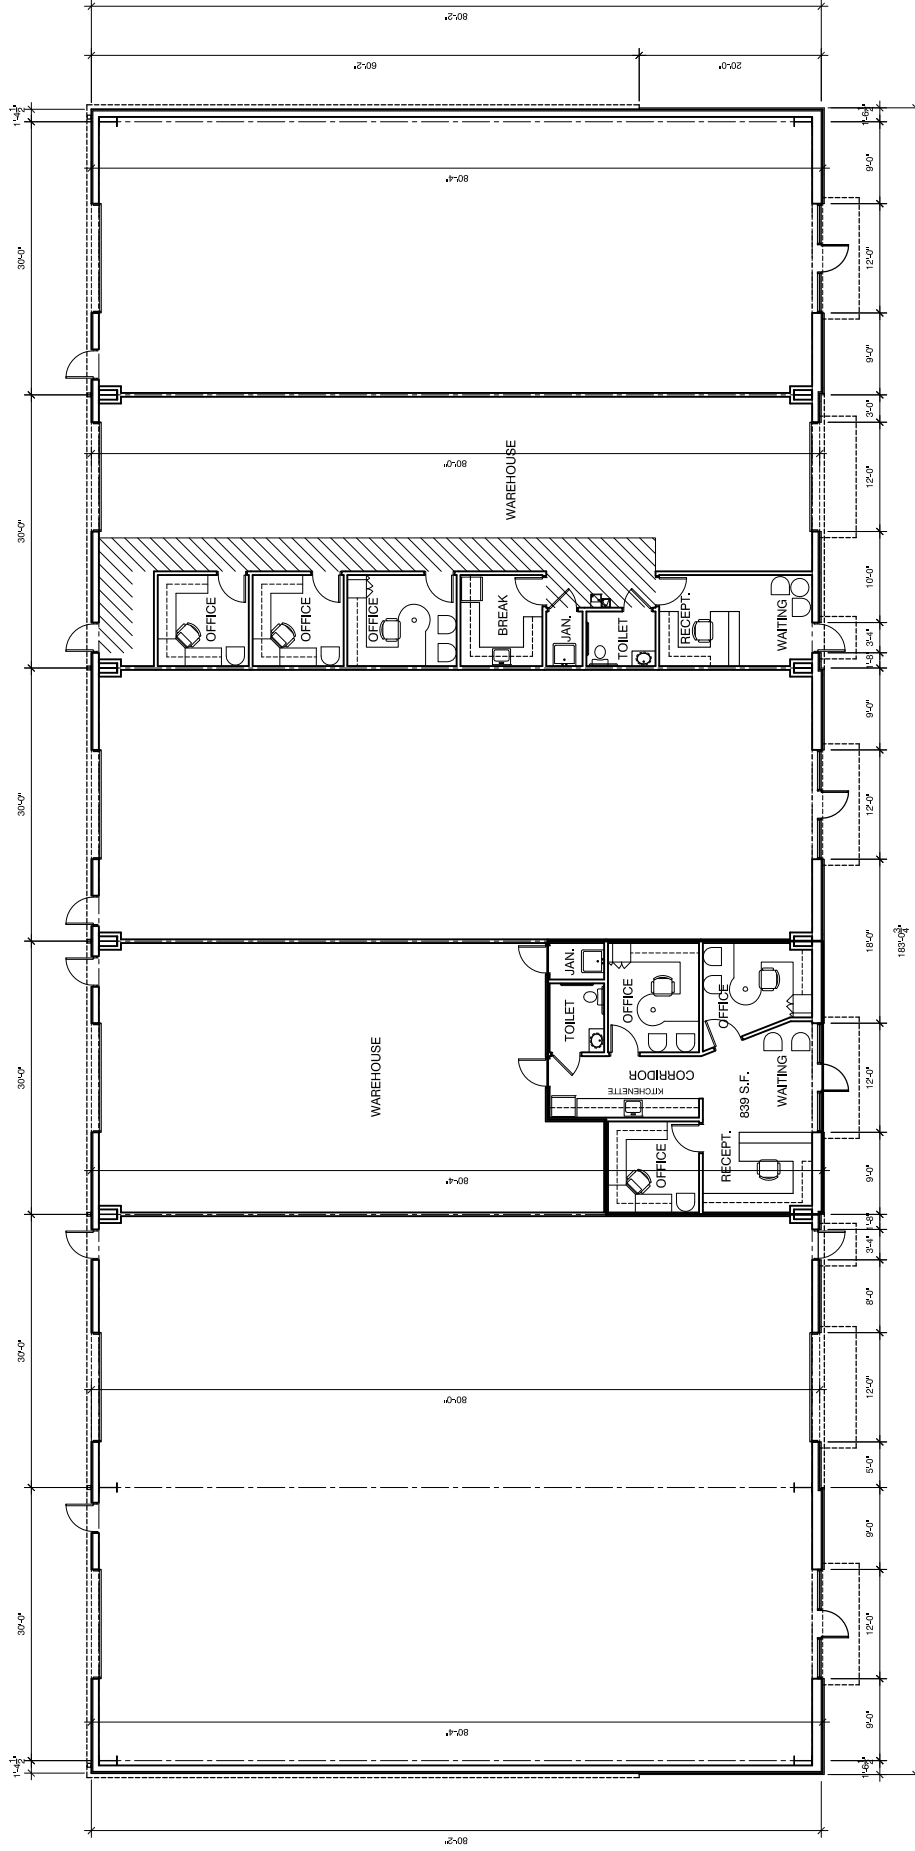 80'-2"
60'-2"
20'-0"
1'-4½"
1'-6½"
80'-4"
9'-0"
30'-0"
12'-0"
9'-0"
3'-0"
80'-0"
WAREHOUSE
12'-0"
30'-0"
10'-0"
OFFICE
OFFICE
OFFICE
BREAK
JAN.
TOILET
RECEPT.
WAITING
3'-4"
1'-8"
9'-0"
30'-0"
12'-0"
18'-0"
183'-0¾"
JAN.
TOILET
OFFICE
OFFICE
WAREHOUSE
30'-0"
CORRIDOR
KITCHENETTE
839 S.F.
WAITING
12'-0"
OFFICE
RECEPT.
80'-4"
9'-0"
1'-8"
3'-4"
8'-0"
30'-0"
80'-0"
12'-0"
5'-0"
9'-0"
30'-0"
12'-0"
80'-4"
9'-0"
1'-4½"
1'-6½"
80'-2"